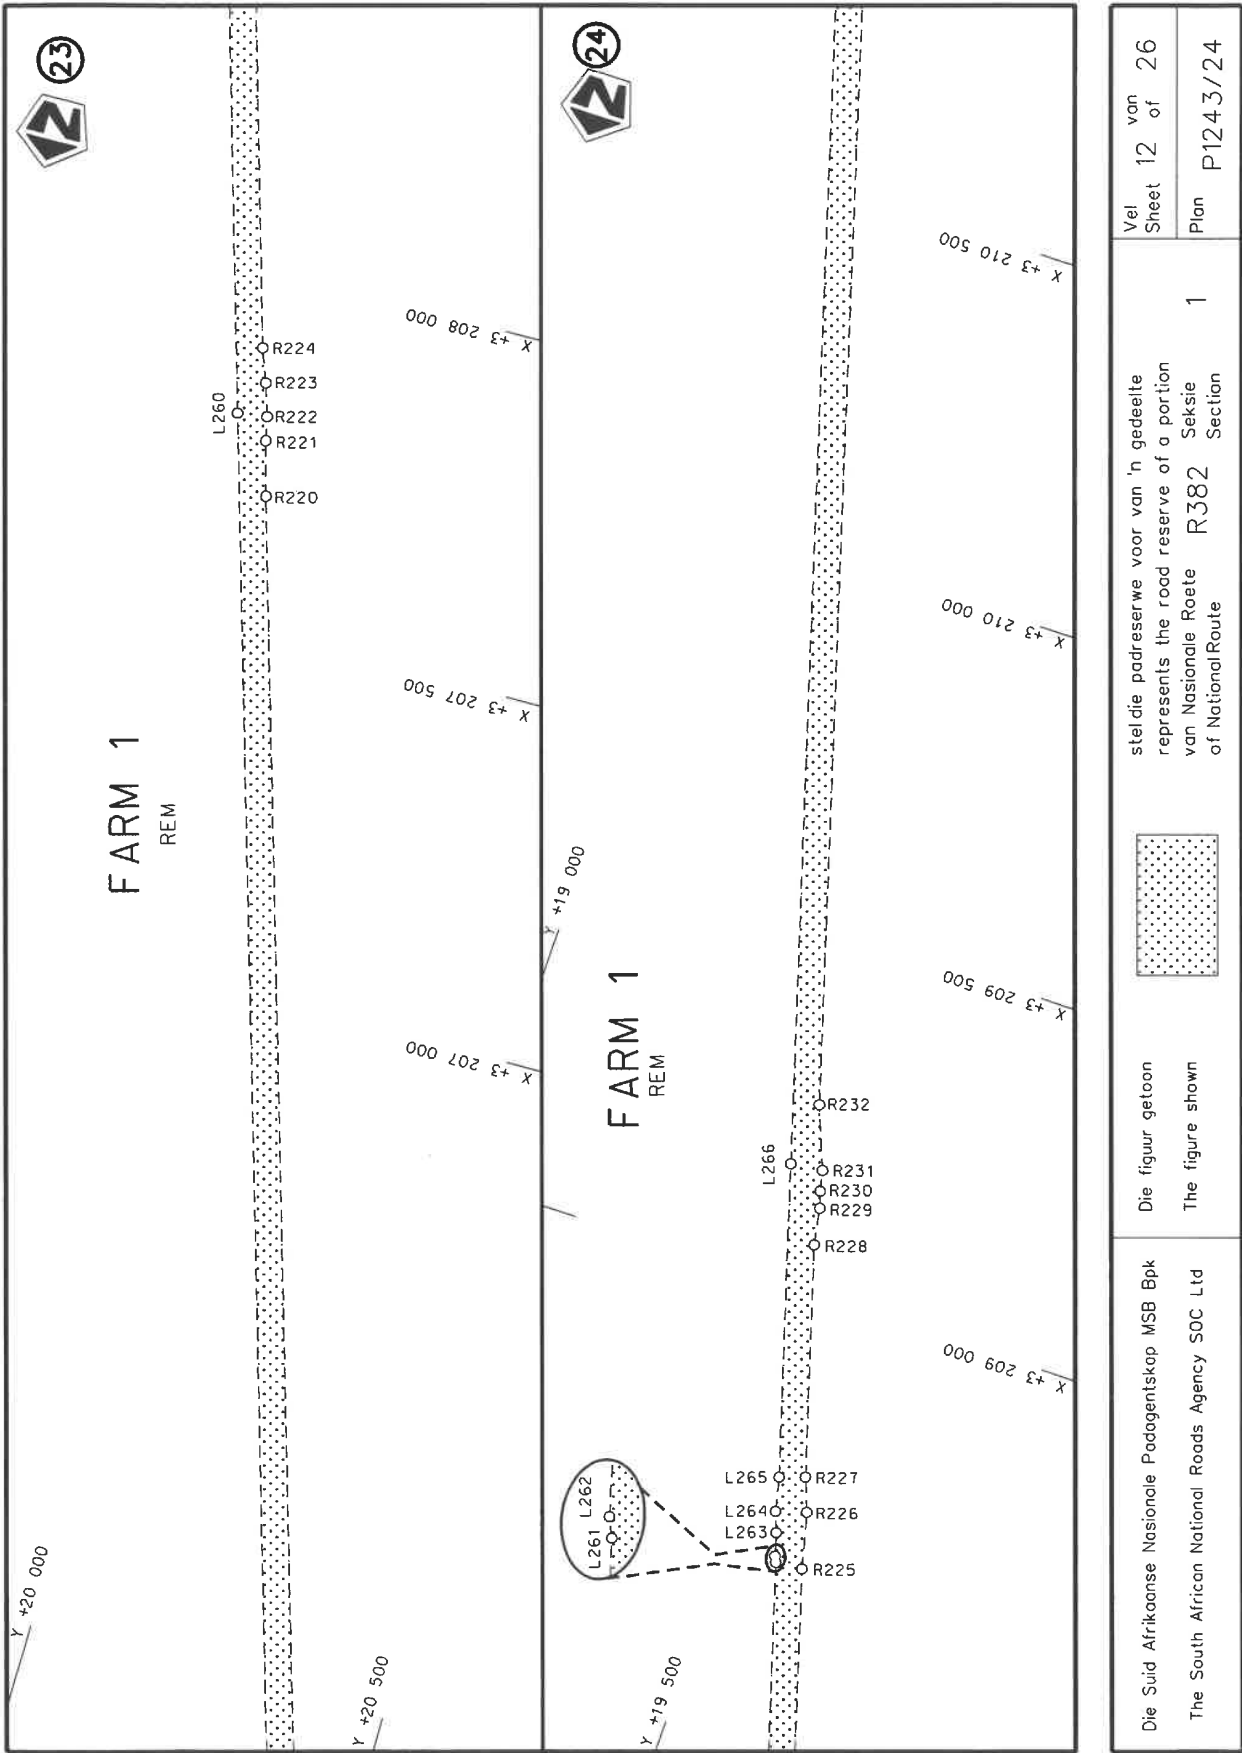 23
N
FARM 1
REM
L260
R220
R221
R222
R223
R224
Y +20 000
Y +20 500
X +3 207 000
X +3 207 500
X +3 208 000
24
N
FARM 1
REM
Y +19 000
Y +19 500
L261
L262
L263
L264
L265
L266
R225
R226
R227
R228
R229
R230
R231
R232
X +3 209 000
X +3 209 500
X +3 210 000
X +3 210 500
Die Suid Afrikaanse Nasionale Padagentskap MSB Bpk
The South African National Roads Agency SOC Ltd
Die figuur getoon
The figure shown
stel die padreserwe voor van 'n gedeelte
represents the road reserve of a portion
van Nasionale Roete R382 Seksie 1
of National Route Section
Vel van
Sheet 12 of 26
Plan P1243/24